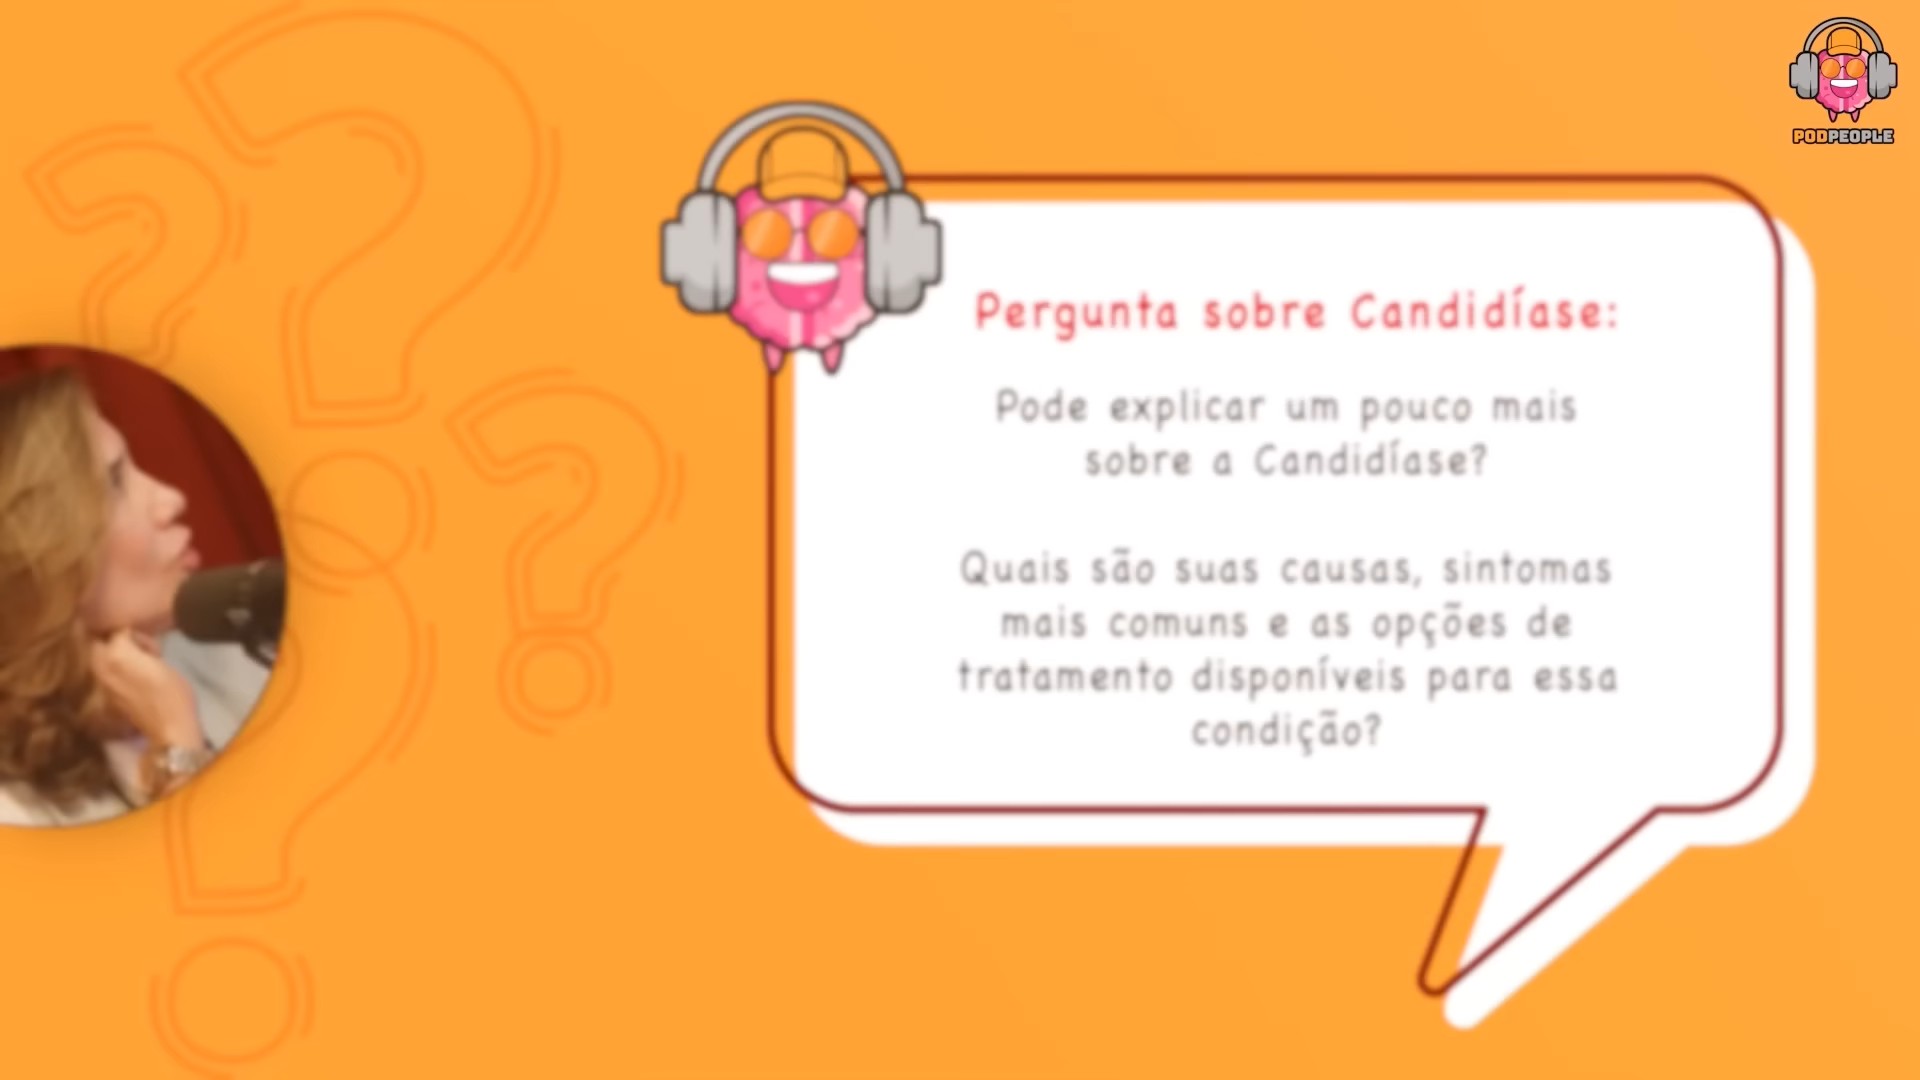 PODPEOPLE
Pergunta sobre Candidíase:
Pode explicar um pouco mais
sobre a Candidíase?
Quais são suas causas, sintomas
mais comuns e as opções de
tratamento disponíveis para essa
condição?